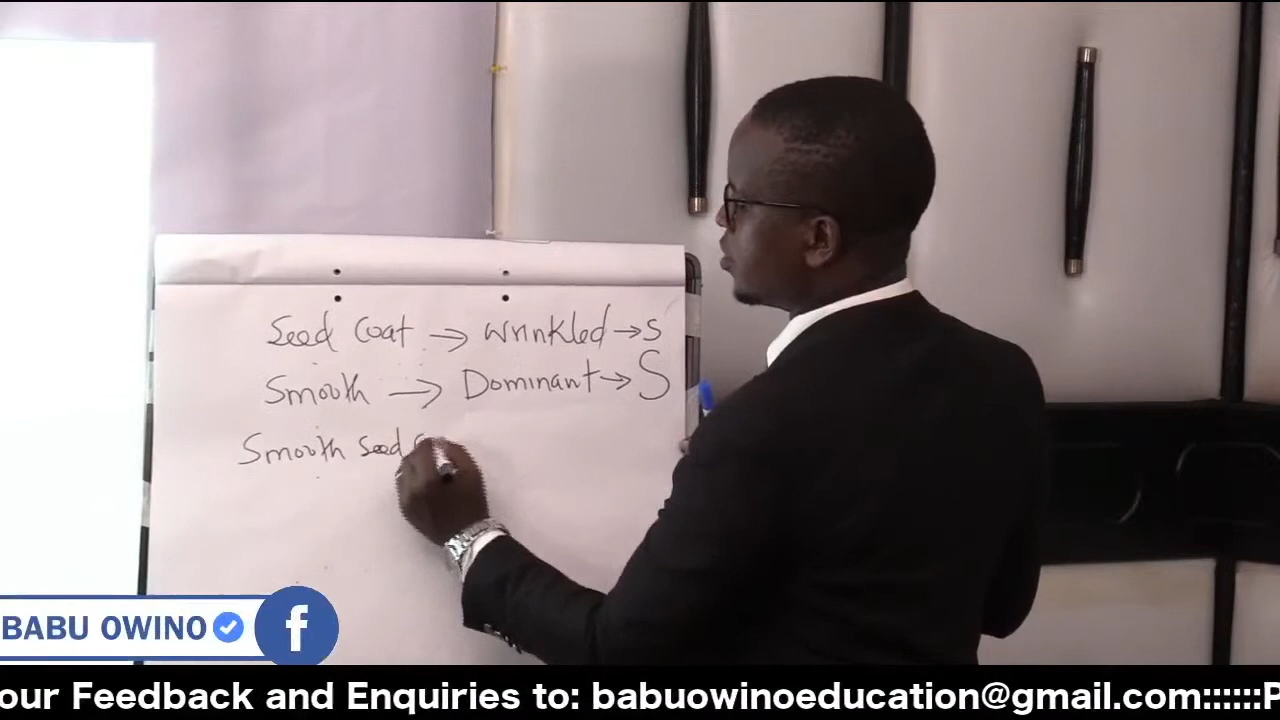 Seed Coat → Wrinkled → s
Smooth → Dominant → S
Smooth Seed
BABU OWINO
f
our Feedback and Enquiries to: babuowinoeducation@gmail.com::::::P